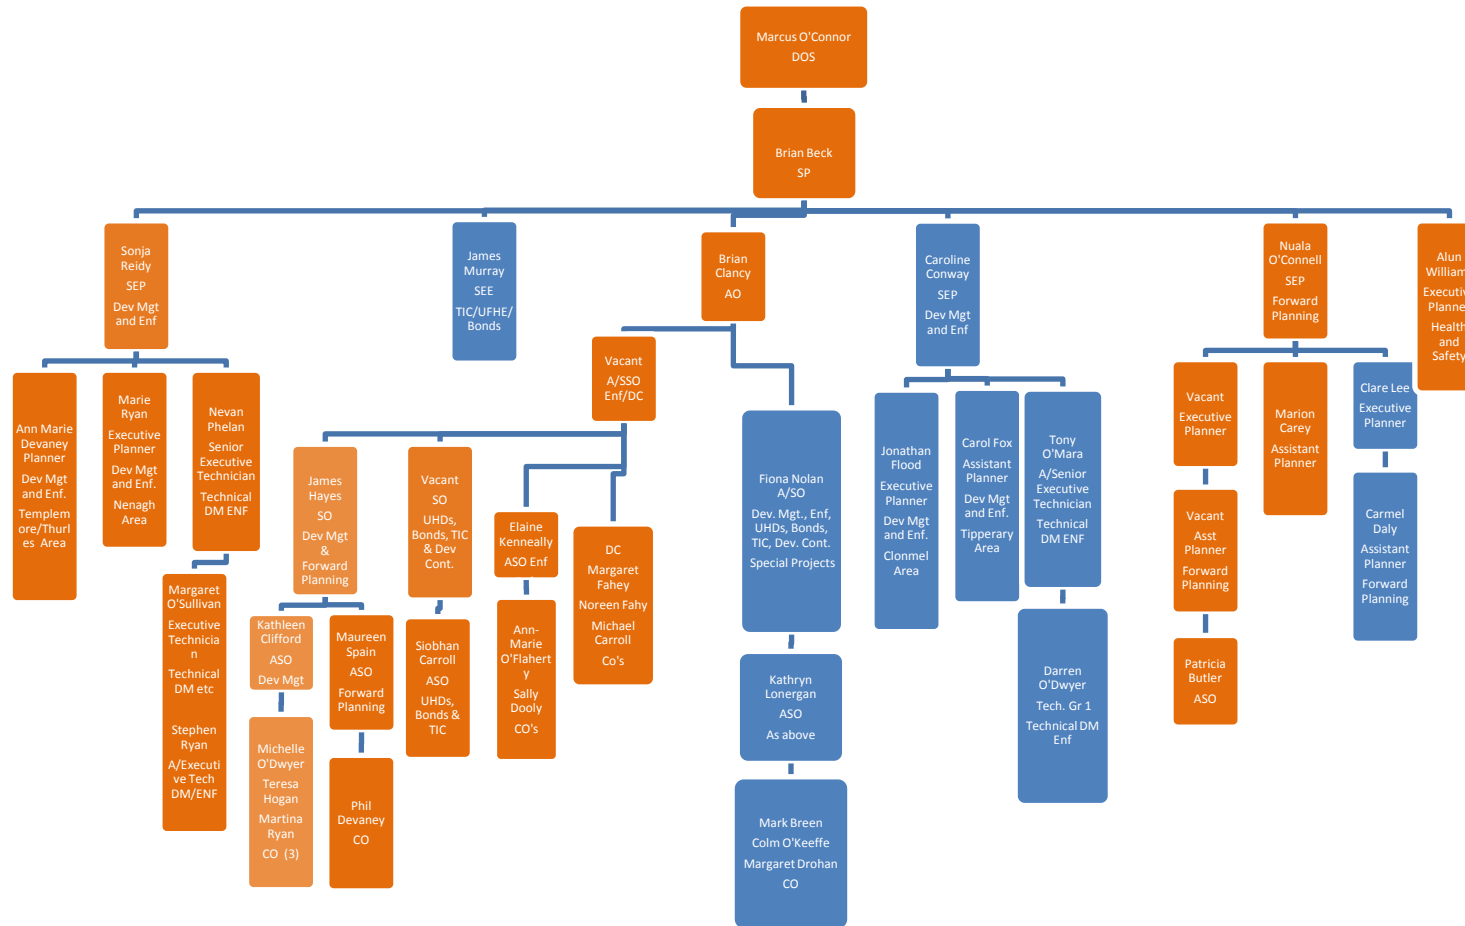 Marcus O'Connor
DOS
Brian Beck
SP
Sonja
Reidy
SEP
Dev Mgt
and Enf
James
Murray
SEE
TIC/UFHE/
Bonds
Brian
Clancy
AO
Caroline
Conway
SEP
Dev Mgt
and Enf
Nuala
O'Connell
SEP
Forward
Planning
Alun
William
Executiv
Planner
Health
and
Safety
Ann Marie
Devaney
Planner
Dev Mgt
and Enf.
Templem
ore/Thurl
es Area
Marie
Ryan
Executive
Planner
Dev Mgt
and Enf.
Nenagh
Area
Nevan
Phelan
Senior
Executive
Technician
Technical
DM ENF
Margaret
O'Sullivan
Executive
Technicia
n
Technical
DM etc
Stephen
Ryan
A/Executi
ve Tech
DM/ENF
Vacant
A/SSO
Enf/DC
James
Hayes
SO
Dev Mgt
&
Forward
Planning
Kathleen
Clifford
ASO
Dev Mgt
Michelle
O'Dwyer
Teresa
Hogan
Martina
Ryan
CO (3)
Maureen
Spain
ASO
Forward
Planning
Phil
Devaney
CO
Vacant
SO
UHDs,
Bonds, TIC
& Dev
Cont.
Siobhan
Carroll
ASO
UHDs,
Bonds &
TIC
Elaine
Kenneally
ASO Enf
Ann-
Marie
O'Flahert
y
Sally
Dooly
CO's
DC
Margaret
Fahey
Noreen Fahy
Michael
Carroll
Co's
Fiona Nolan
A/SO
Dev. Mgt., Enf,
UHDs, Bonds,
TIC, Dev. Cont.
Special Projects
Kathryn
Lonergan
ASO
As above
Mark Breen
Colm O'Keeffe
Margaret Drohan
CO
Jonathan
Flood
Executive
Planner
Dev Mgt
and Enf.
Clonmel
Area
Carol Fox
Assistant
Planner
Dev Mgt
and Enf.
Tipperary
Area
Tony
O'Mara
A/Senior
Executive
Technician
Technical
DM ENF
Darren
O'Dwyer
Tech. Gr 1
Technical DM
Enf
Vacant
Executive
Planner
Vacant
Asst
Planner
Forward
Planning
Patricia
Butler
ASO
Marion
Carey
Assistant
Planner
Clare Lee
Executive
Planner
Carmel
Daly
Assistant
Planner
Forward
Planning